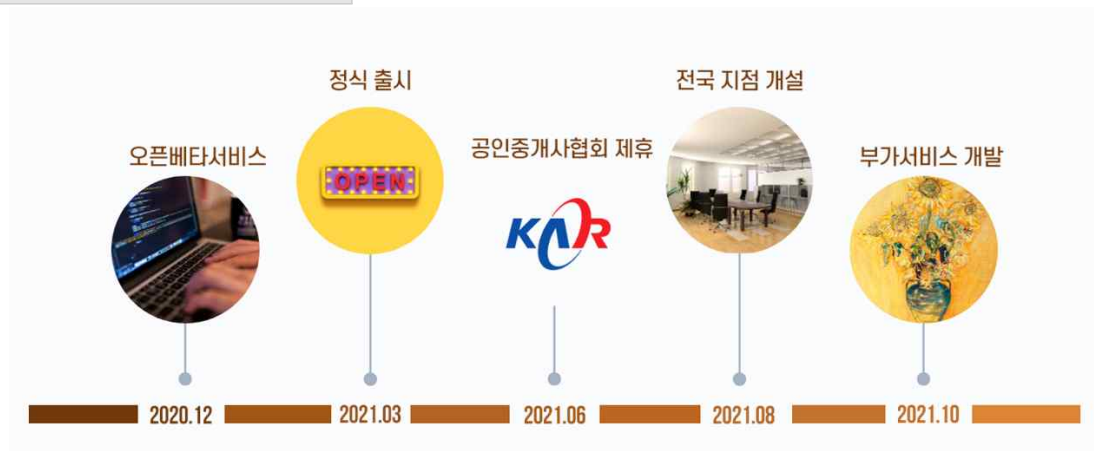 정식 출시
전국 지점 개설
오픈베타서비스
공인중개사협회 제휴
부가서비스 개발
OPEN
KAR
2020.12
2021.03
2021.06
2021.08
2021.10